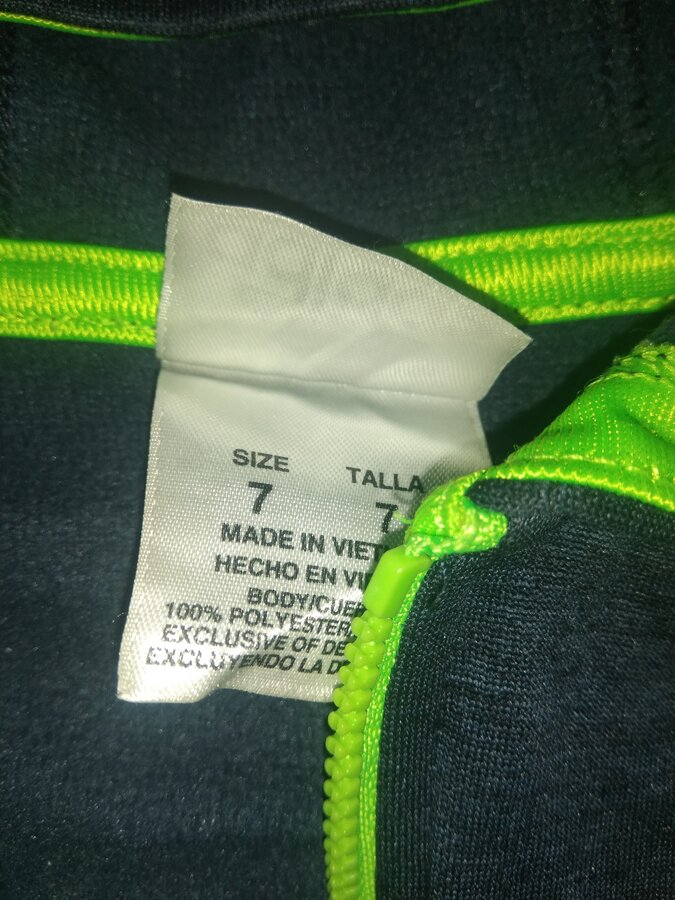 SIZE TALLA
7 7
MADE IN VIET
HECHO EN VI
BODY/CUER
100% POLYESTER
EXCLUSIVE OF DE
EXCLUYENDO LA D